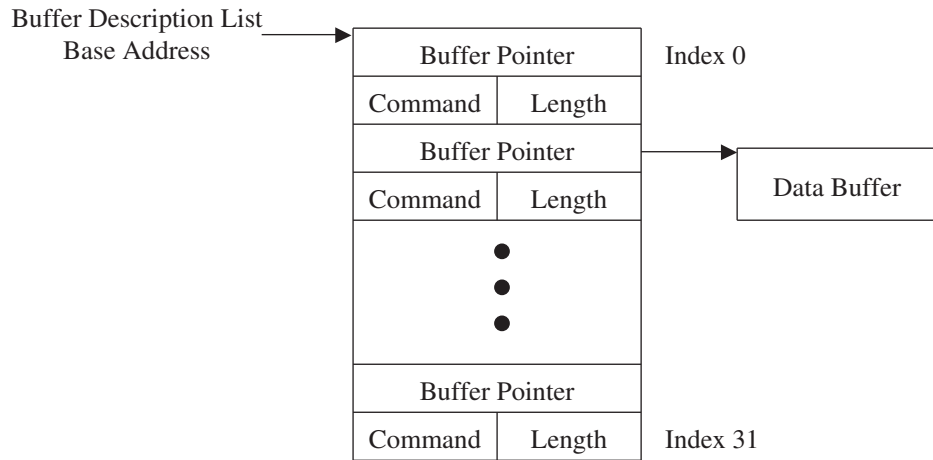 Buffer Description List
Base Address
Buffer Pointer
Index 0
Command
Length
Buffer Pointer
Command
Length
Data Buffer
Buffer Pointer
Command
Length
Index 31